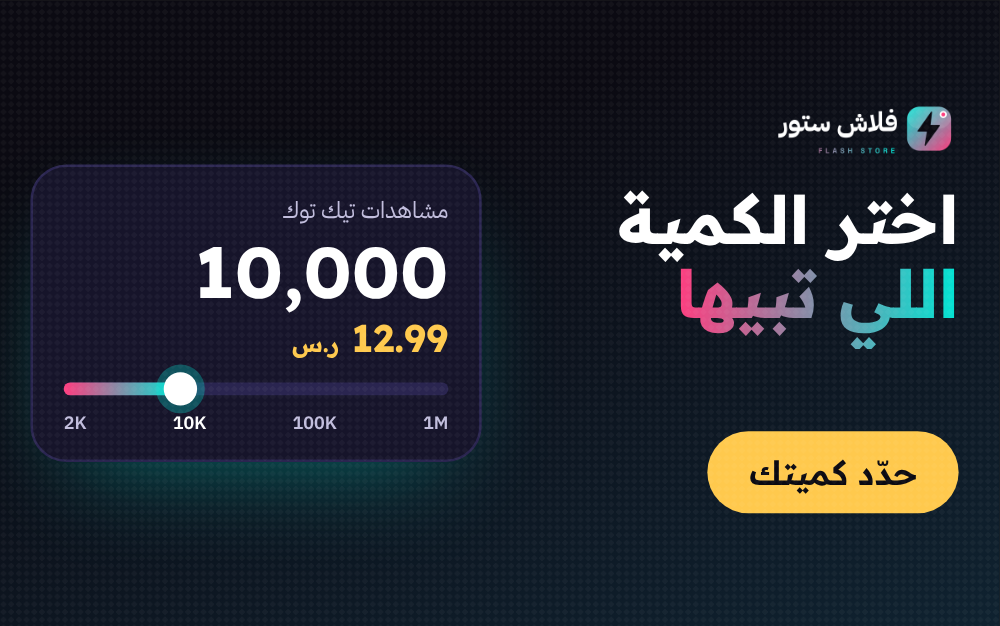 فلاش ستور
FLASH STORE
اختر الكمية
اللي تبيها
حدّد كميتك
مشاهدات تيك توك
10,000
12.99 ر.س
2K 10K 100K 1M